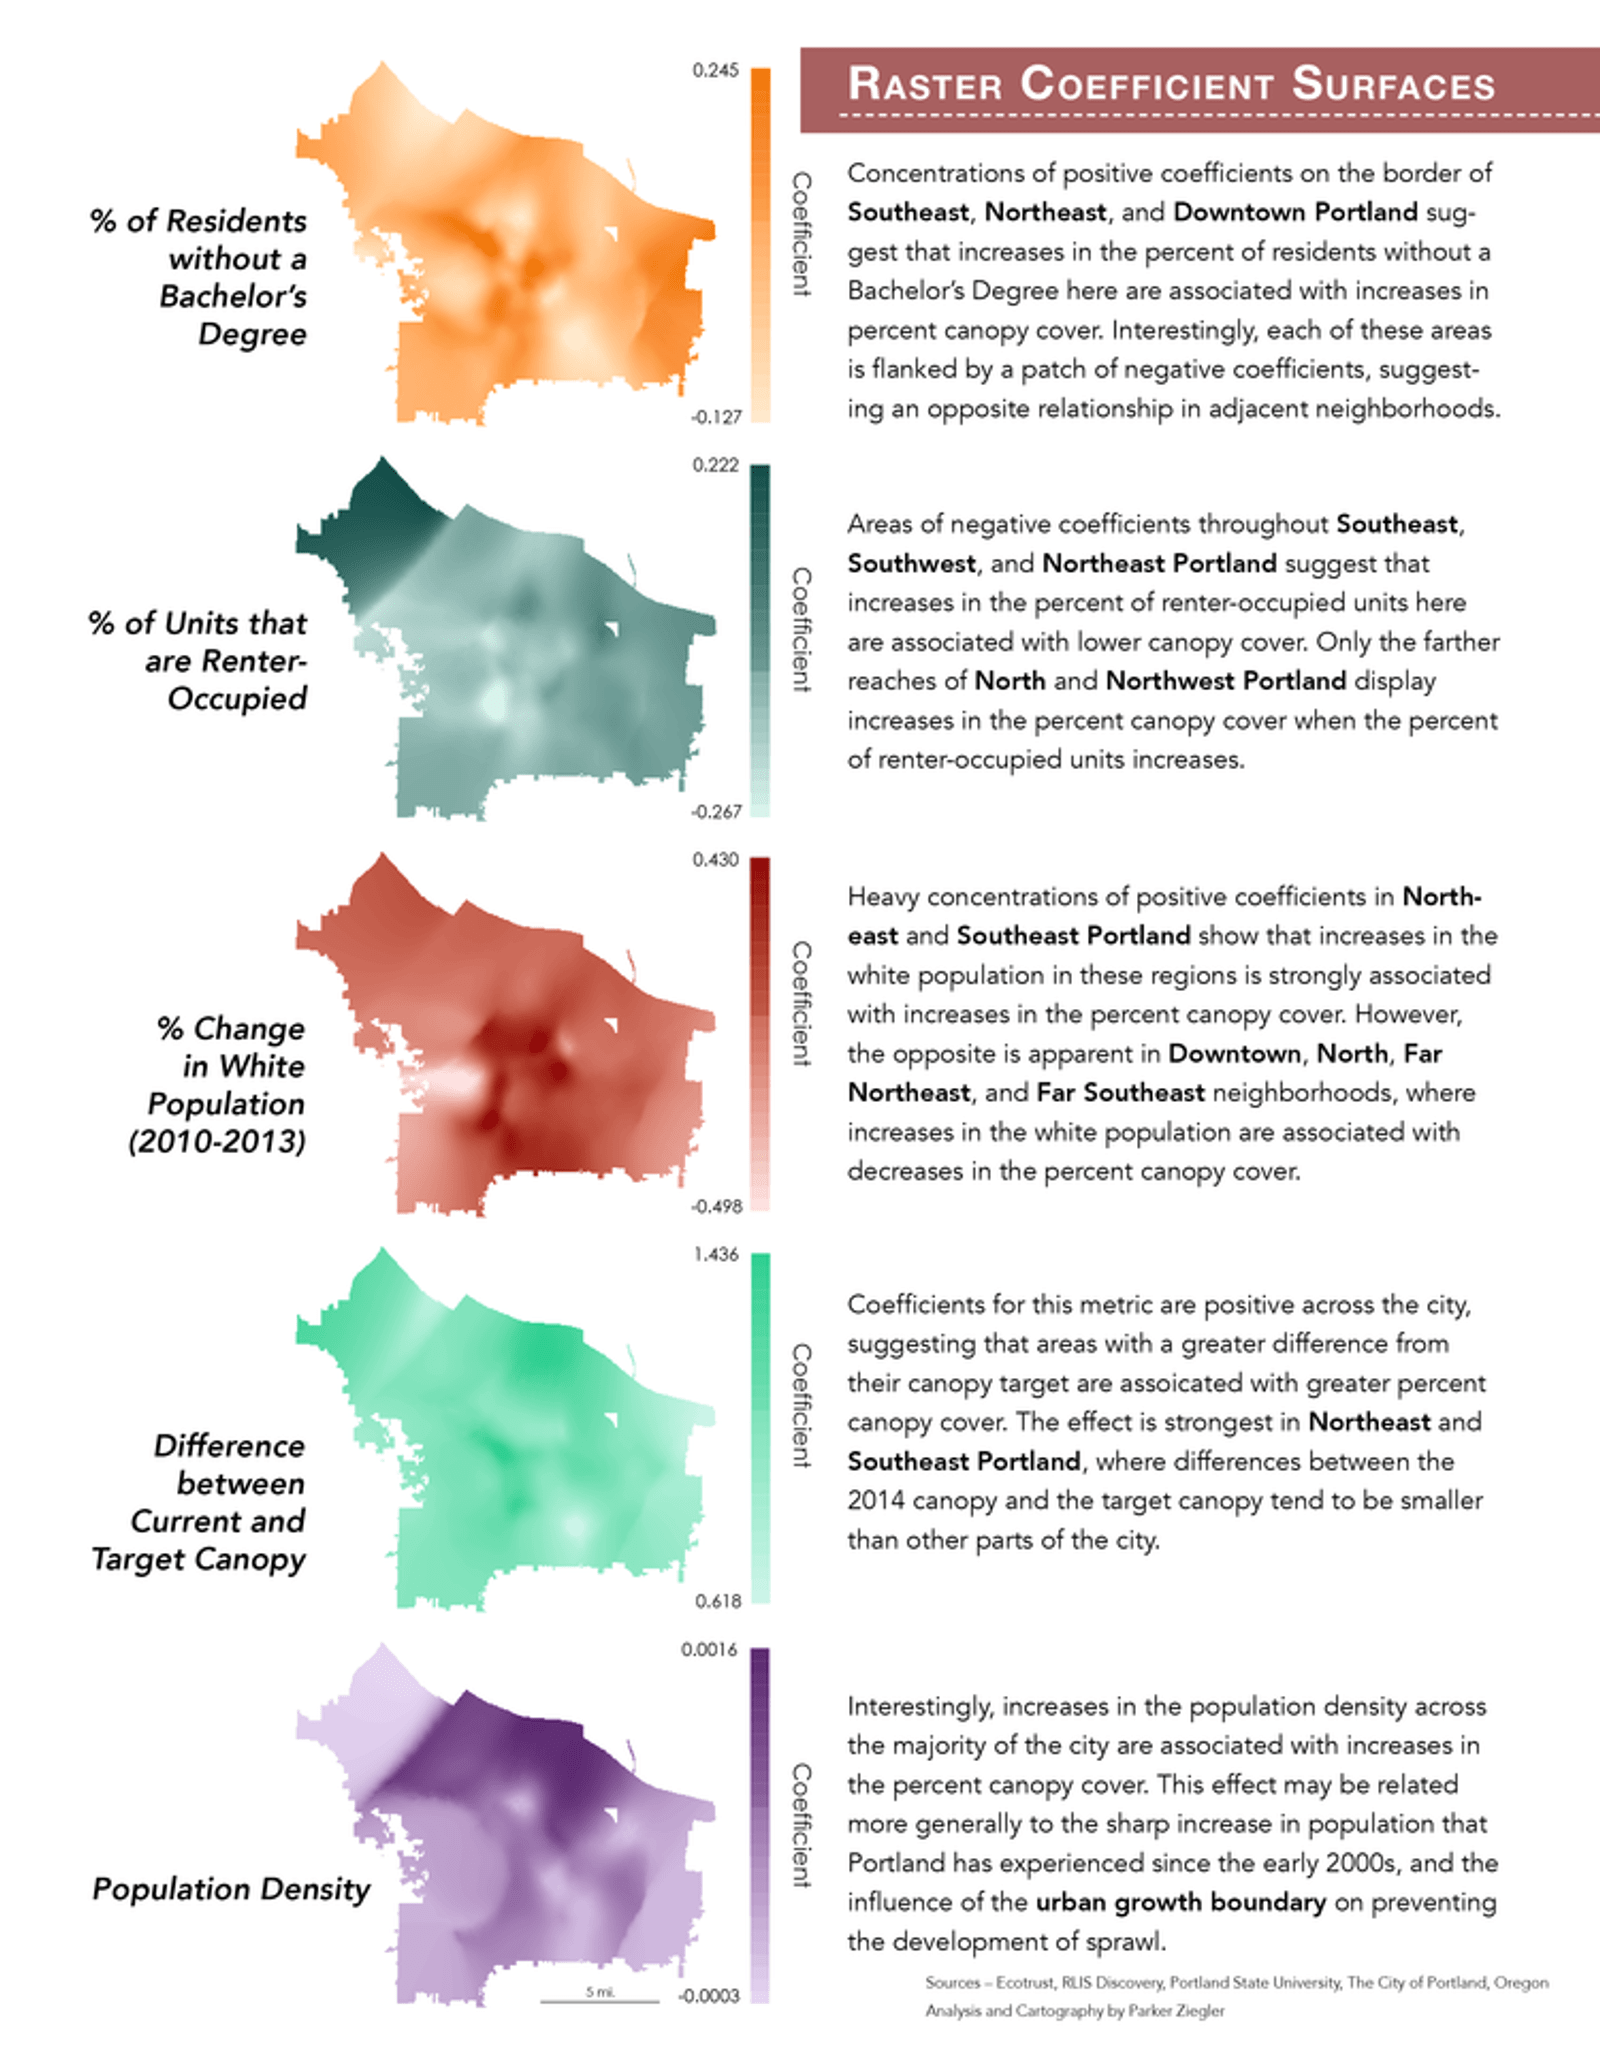 RASTER COEFFICIENT SURFACES
0.245
Coefficient
-0.127
% of Residents
without a
Bachelor's
Degree
Concentrations of positive coefficients on the border of
Southeast, Northeast, and Downtown Portland sug-
gest that increases in the percent of residents without a
Bachelor's Degree here are associated with increases in
percent canopy cover. Interestingly, each of these areas
is flanked by a patch of negative coefficients, suggest-
ing an opposite relationship in adjacent neighborhoods.
0.222
Coefficient
-0.267
% of Units that
are Renter-
Occupied
Areas of negative coefficients throughout Southeast,
Southwest, and Northeast Portland suggest that
increases in the percent of renter-occupied units here
are associated with lower canopy cover. Only the farther
reaches of North and Northwest Portland display
increases in the percent canopy cover when the percent
of renter-occupied units increases.
0.430
Coefficient
-0.498
% Change
in White
Population
(2010-2013)
Heavy concentrations of positive coefficients in North-
east and Southeast Portland show that increases in the
white population in these regions is strongly associated
with increases in the percent canopy cover. However,
the opposite is apparent in Downtown, North, Far
Northeast, and Far Southeast neighborhoods, where
increases in the white population are associated with
decreases in the percent canopy cover.
1.436
Coefficient
0.618
Difference
between
Current and
Target Canopy
Coefficients for this metric are positive across the city,
suggesting that areas with a greater difference from
their canopy target are assoicated with greater percent
canopy cover. The effect is strongest in Northeast and
Southeast Portland, where differences between the
2014 canopy and the target canopy tend to be smaller
than other parts of the city.
0.0016
Coefficient
-0.0003
Population Density
5 mi.
Interestingly, increases in the population density across
the majority of the city are associated with increases in
the percent canopy cover. This effect may be related
more generally to the sharp increase in population that
Portland has experienced since the early 2000s, and the
influence of the urban growth boundary on preventing
the development of sprawl.
Sources – Ecotrust, RLIS Discovery, Portland State University, The City of Portland, Oregon
Analysis and Cartography by Parker Ziegler